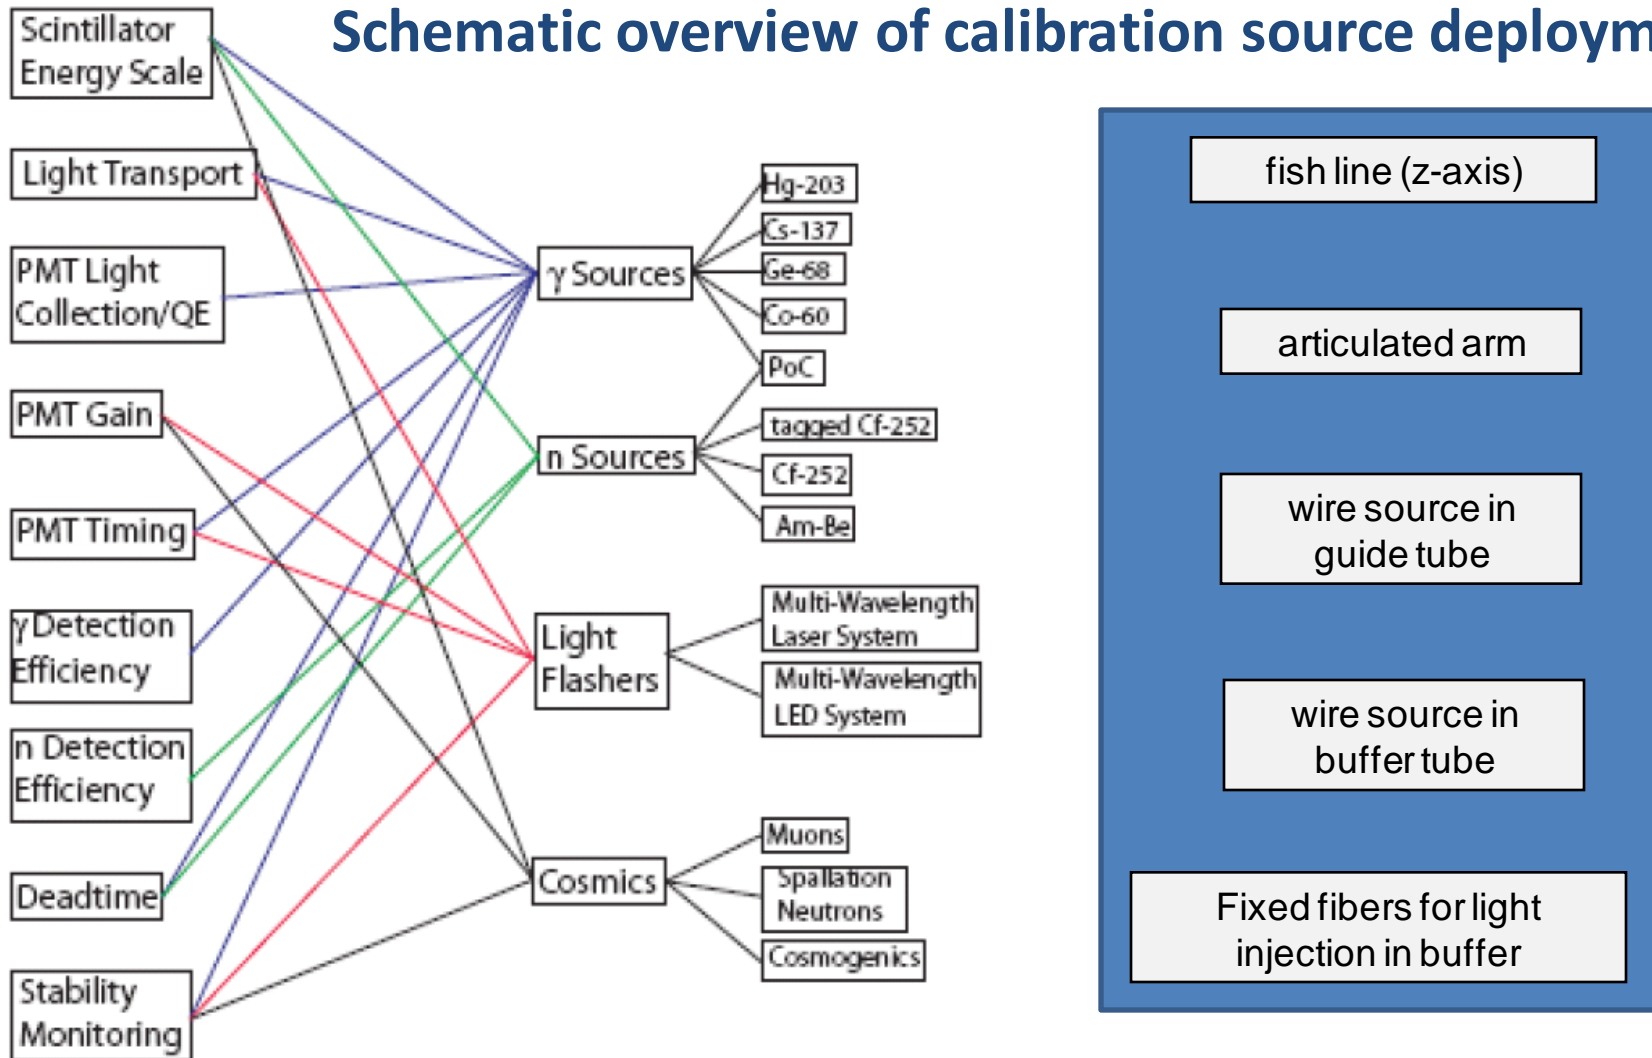 Schematic overview of calibration source deploym
Scintillator
Energy Scale
Light Transport
PMT Light
Collection/QE
PMT Gain
PMT Timing
γ Detection
Efficiency
n Detection
Efficiency
Deadtime
Stability
Monitoring
γ Sources
n Sources
Light
Flashers
Cosmics
Hg-203
Cs-137
Ge-68
Co-60
PoC
tagged Cf-252
Cf-252
Am-Be
Multi-Wavelength
Laser System
Multi-Wavelength
LED System
Muons
Spallation
Neutrons
Cosmogenics
fish line (z-axis)
articulated arm
wire source in
guide tube
wire source in
buffer tube
Fixed fibers for light
injection in buffer